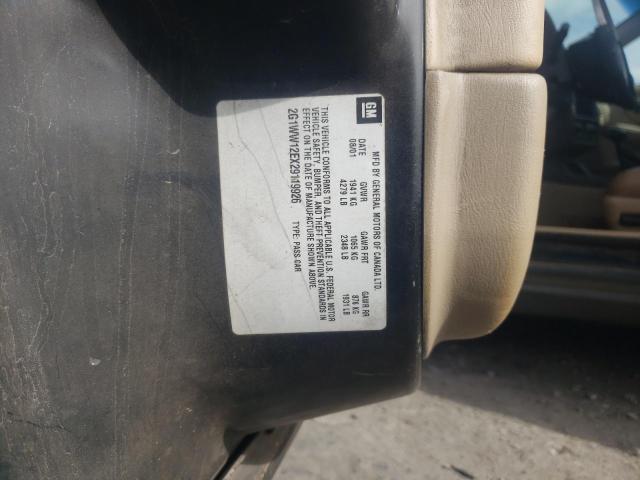 GM
MFD BY GENERAL MOTORS OF CANADA LTD.
DATE GVWR GAWR FRT GAWR RR
08/01 1941 KG 1065 KG 876 KG
4279 LB 2348 LB 1931 LB
THIS VEHICLE CONFORMS TO ALL APPLICABLE U.S. FEDERAL MOTOR
VEHICLE SAFETY, BUMPER, AND THEFT PREVENTION STANDARDS IN
EFFECT ON THE DATE OF MANUFACTURE SHOWN ABOVE.
2G1WW12EX29119926 TYPE: PASS-CAR